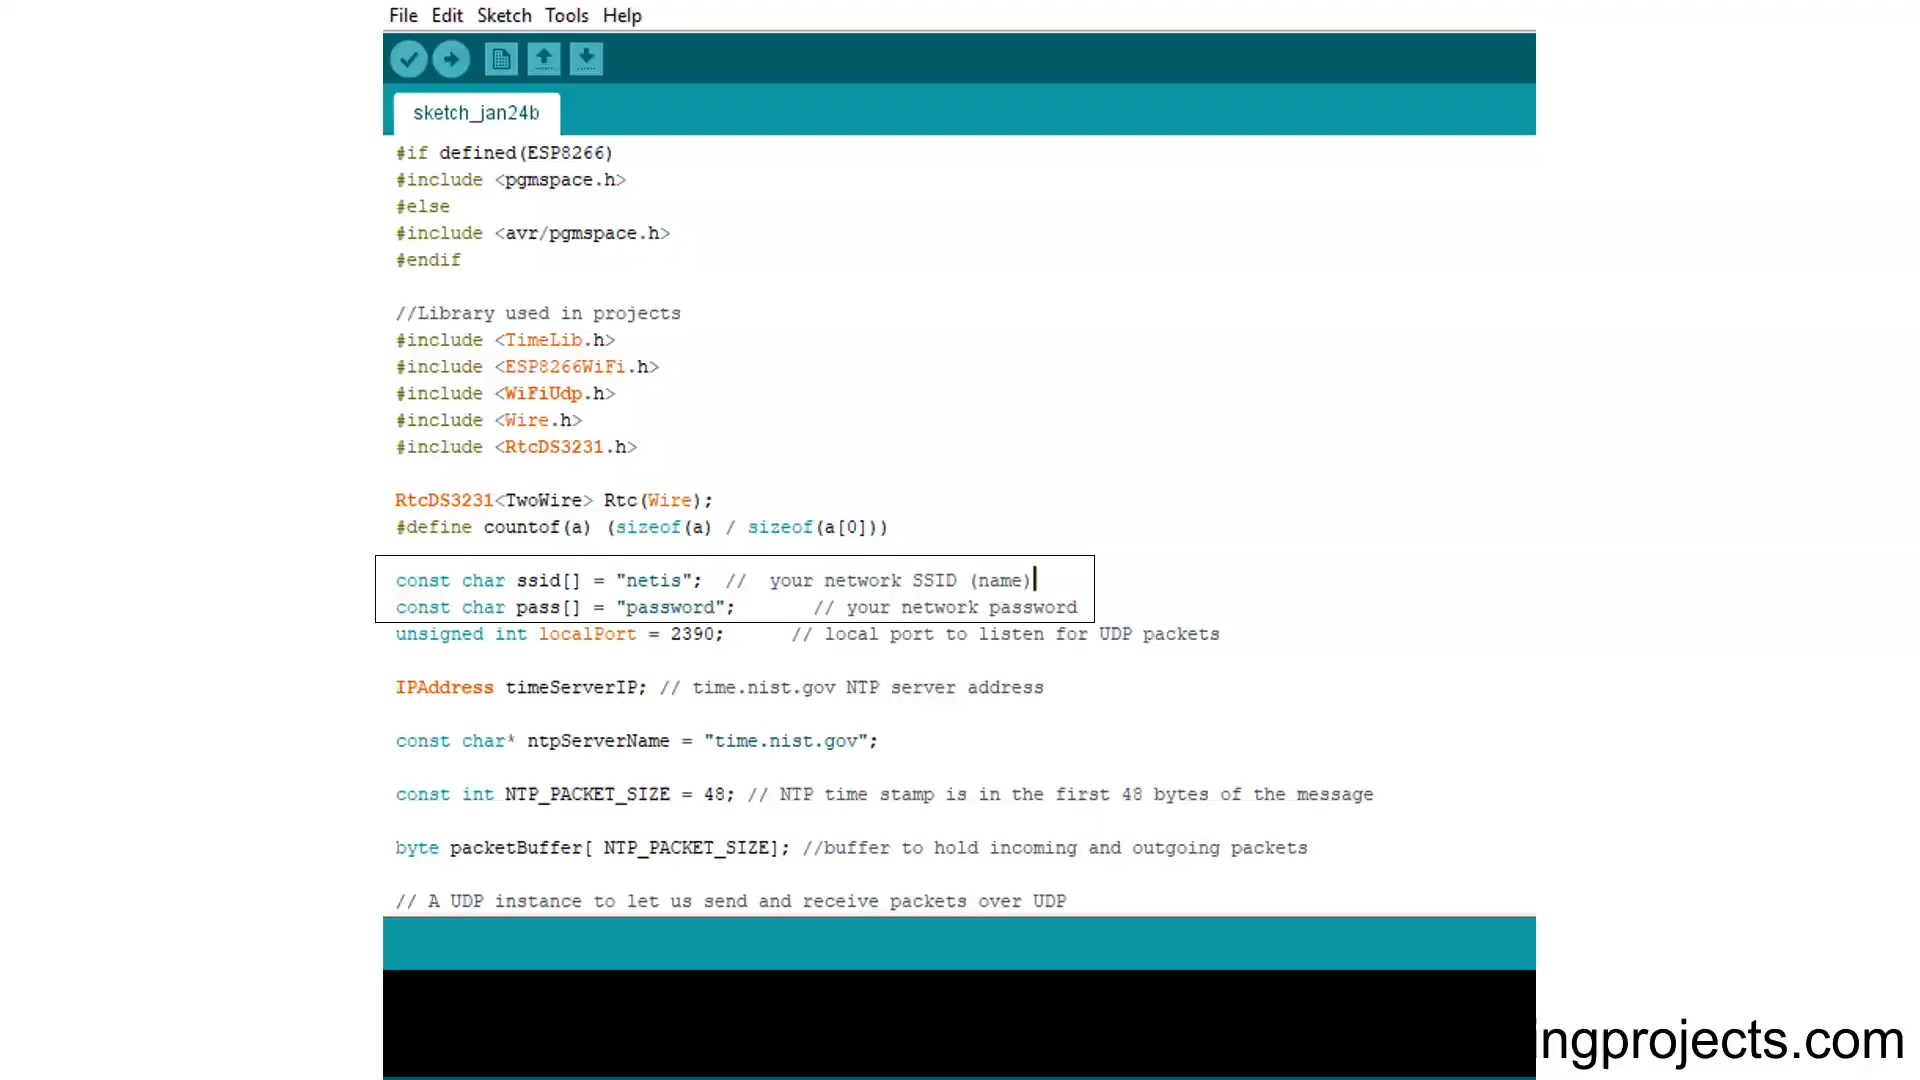 File Edit Sketch Tools Help
sketch_jan24b
#if defined(ESP8266)
#include <pgmspace.h>
#else
#include <avr/pgmspace.h>
#endif
//Library used in projects
#include <TimeLib.h>
#include <ESP8266WiFi.h>
#include <WiFiUdp.h>
#include <Wire.h>
#include <RtcDS3231.h>
RtcDS3231<TwoWire> Rtc(Wire);
#define countof(a) (sizeof(a) / sizeof(a[0]))
const char ssid[] = "netis";  //  your network SSID (name)
const char pass[] = "password";       // your network password
unsigned int localPort = 2390;      // local port to listen for UDP packets
IPAddress timeServerIP; // time.nist.gov NTP server address
const char* ntpServerName = "time.nist.gov";
const int NTP_PACKET_SIZE = 48; // NTP time stamp is in the first 48 bytes of the message
byte packetBuffer[ NTP_PACKET_SIZE]; //buffer to hold incoming and outgoing packets
// A UDP instance to let us send and receive packets over UDP
ingprojects.com